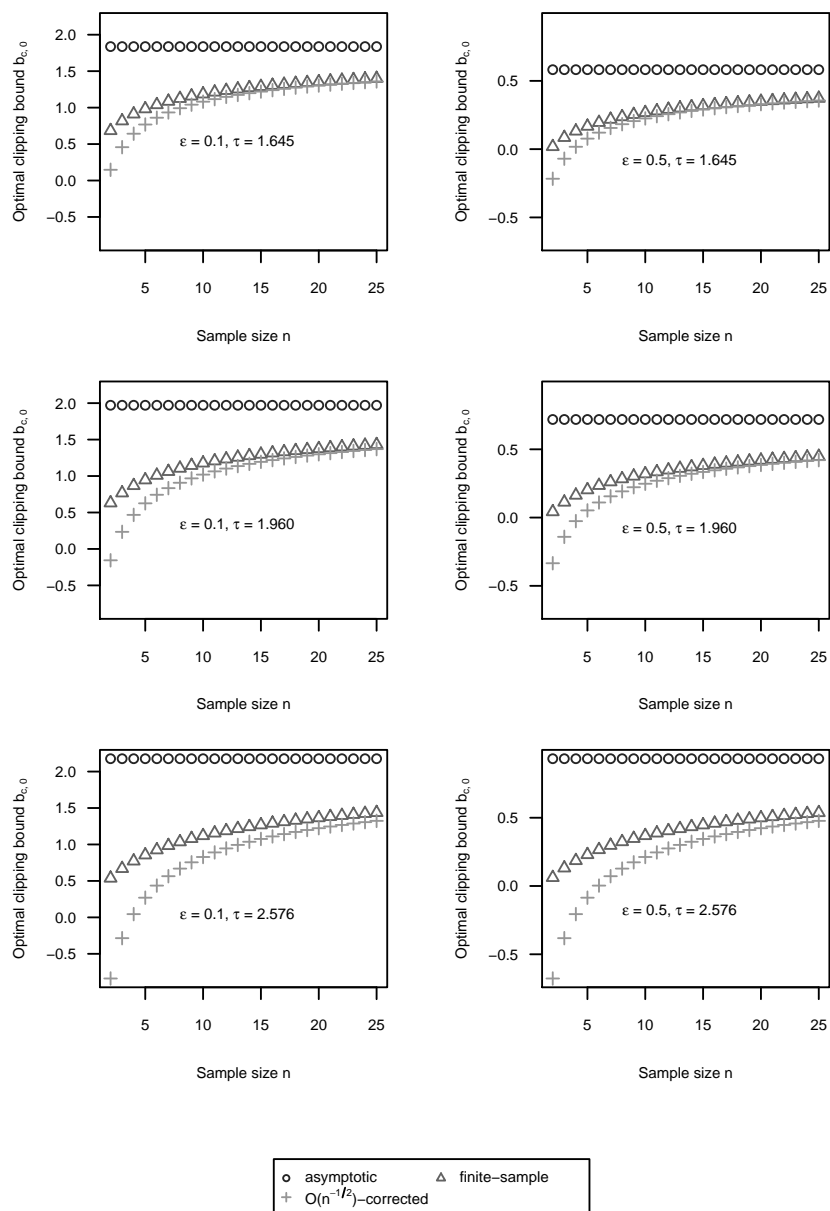 Optimal clipping bound b_c, 0
2.0
1.5
1.0
0.5
0.0
−0.5
ε = 0.1, τ = 1.645
5 10 15 20 25
Sample size n
Optimal clipping bound b_c, 0
0.5
0.0
−0.5
ε = 0.5, τ = 1.645
5 10 15 20 25
Sample size n
Optimal clipping bound b_c, 0
2.0
1.5
1.0
0.5
0.0
−0.5
ε = 0.1, τ = 1.960
5 10 15 20 25
Sample size n
Optimal clipping bound b_c, 0
0.5
0.0
−0.5
ε = 0.5, τ = 1.960
5 10 15 20 25
Sample size n
Optimal clipping bound b_c, 0
2.0
1.5
1.0
0.5
0.0
−0.5
ε = 0.1, τ = 2.576
5 10 15 20 25
Sample size n
Optimal clipping bound b_c, 0
0.5
0.0
−0.5
ε = 0.5, τ = 2.576
5 10 15 20 25
Sample size n
asymptotic finite−sample
O(n^−1/2)−corrected